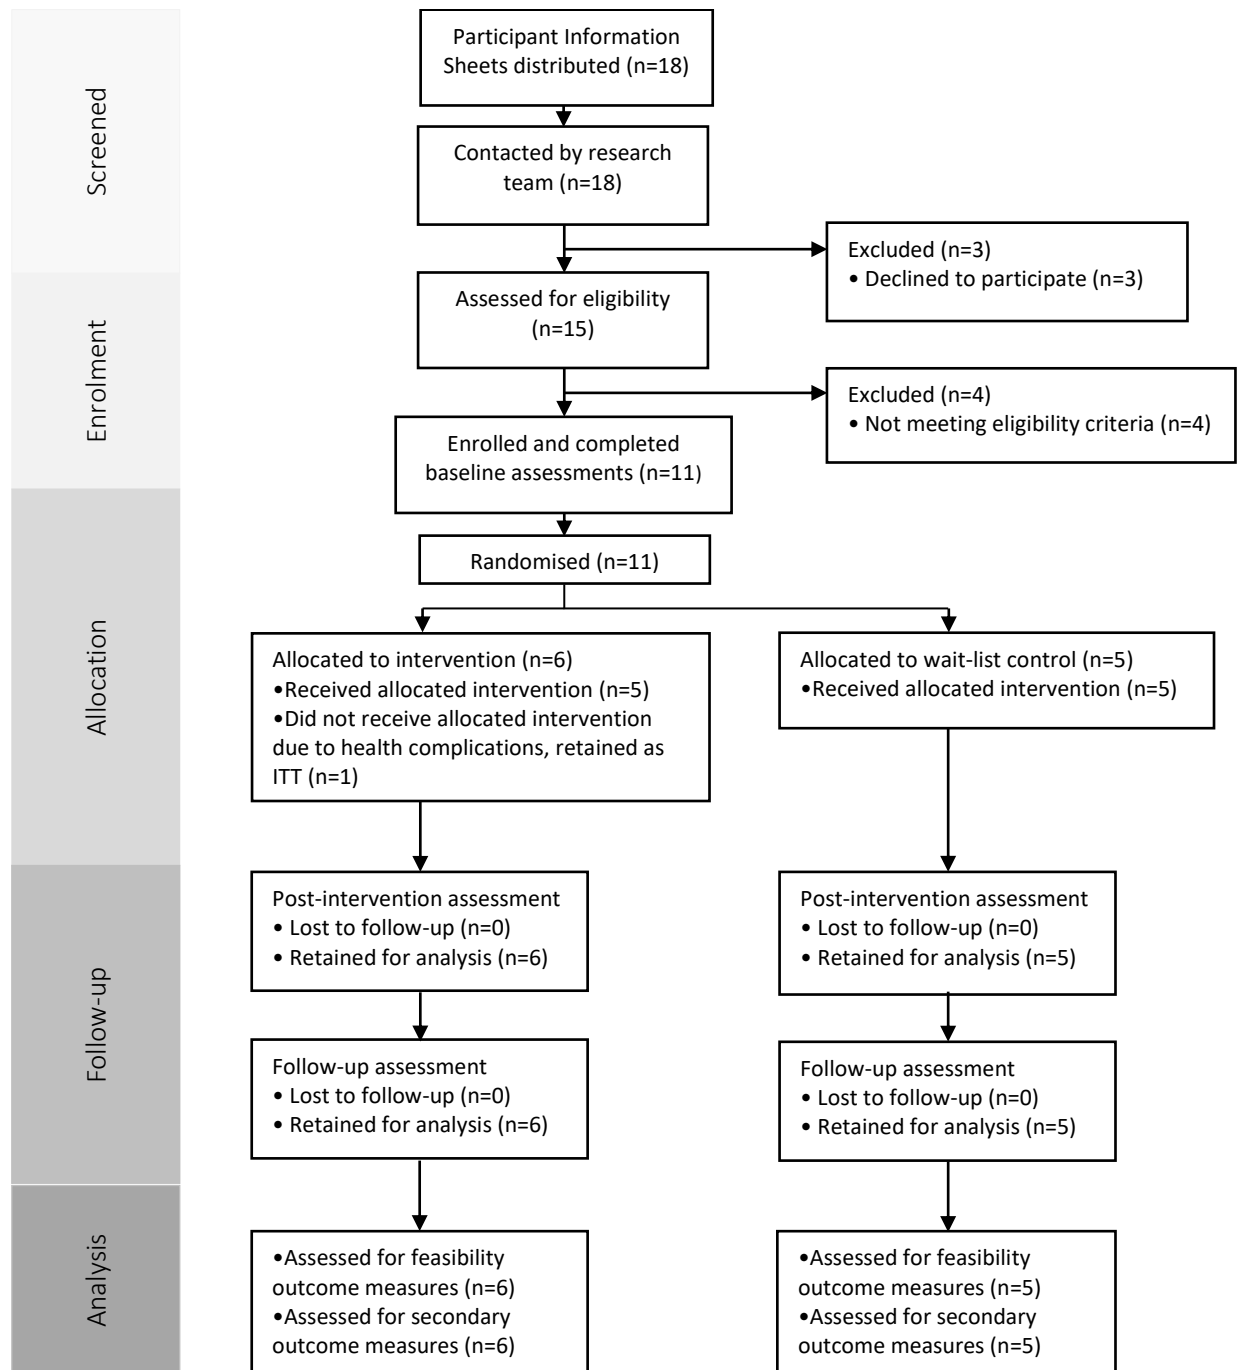 Screened
Participant Information
Sheets distributed (n=18)
Contacted by research
team (n=18)
Excluded (n=3)
• Declined to participate (n=3)
Enrolment
Assessed for eligibility
(n=15)
Excluded (n=4)
• Not meeting eligibility criteria (n=4)
Enrolled and completed
baseline assessments (n=11)
Allocation
Randomised (n=11)
Allocated to intervention (n=6)
•Received allocated intervention (n=5)
•Did not receive allocated intervention
due to health complications, retained as
ITT (n=1)
Allocated to wait-list control (n=5)
•Received allocated intervention (n=5)
Follow-up
Post-intervention assessment
• Lost to follow-up (n=0)
• Retained for analysis (n=6)
Post-intervention assessment
• Lost to follow-up (n=0)
• Retained for analysis (n=5)
Follow-up assessment
• Lost to follow-up (n=0)
• Retained for analysis (n=6)
Follow-up assessment
• Lost to follow-up (n=0)
• Retained for analysis (n=5)
Analysis
•Assessed for feasibility
outcome measures (n=6)
•Assessed for secondary
outcome measures (n=6)
•Assessed for feasibility
outcome measures (n=5)
•Assessed for secondary
outcome measures (n=5)